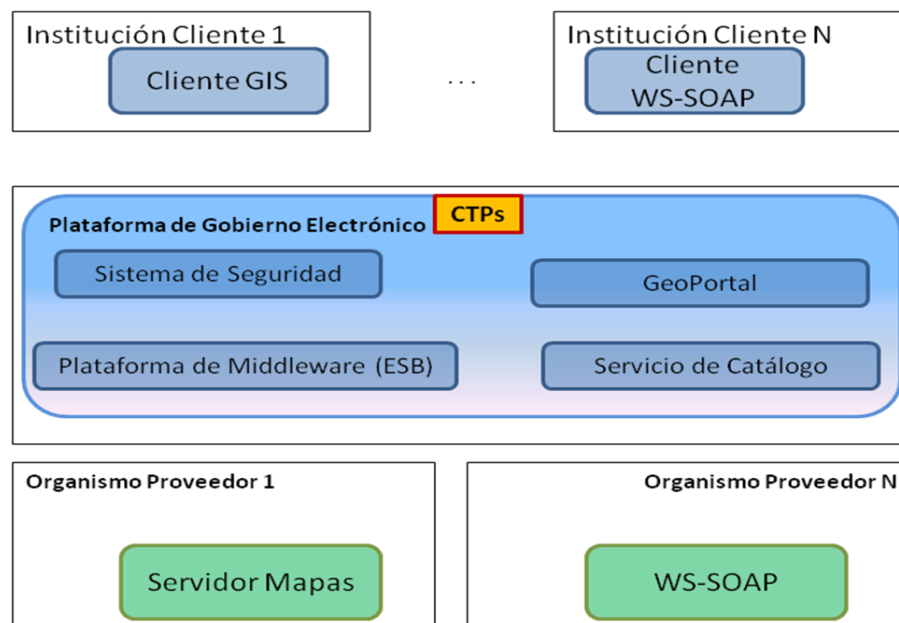 Institución Cliente 1
Cliente GIS
...
Institución Cliente N
Cliente
WS-SOAP
CTPs
Plataforma de Gobierno Electrónico
Sistema de Seguridad
GeoPortal
Plataforma de Middleware (ESB)
Servicio de Catálogo
Organismo Proveedor 1
Servidor Mapas
Organismo Proveedor N
WS-SOAP